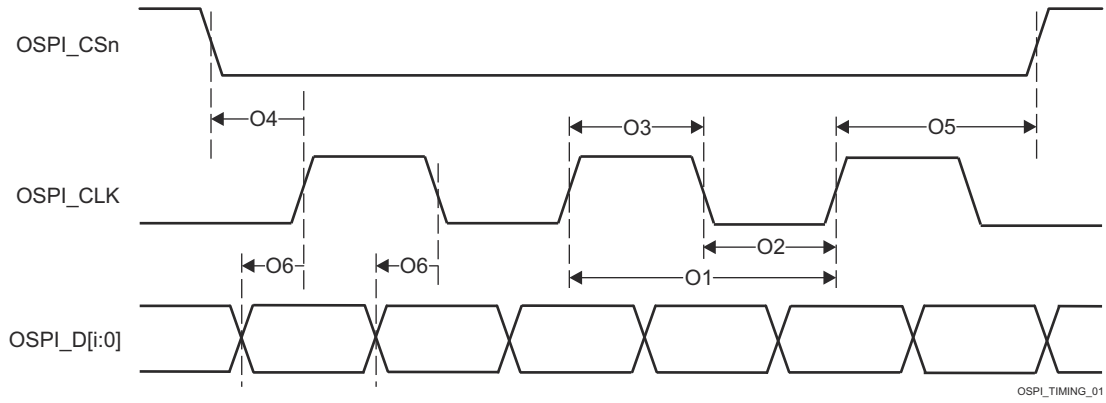 OSPI_CSn
O4
O3
O5
OSPI_CLK
O2
O6
O6
O1
OSPI_D[i:0]
OSPI_TIMING_01